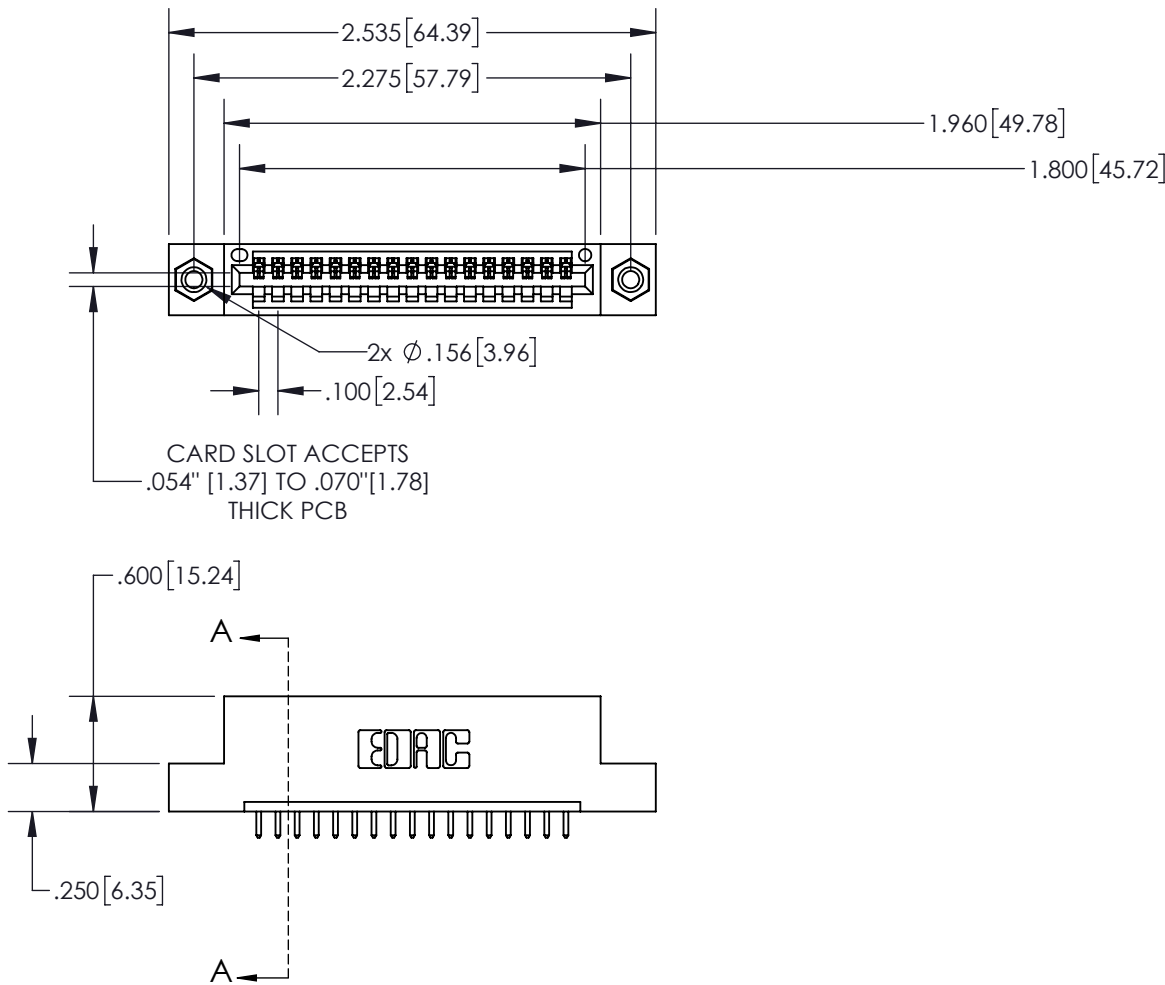 2.535[64.39]
2.275[57.79]
1.960[49.78]
1.800[45.72]
2x ∅.156[3.96]
.100[2.54]
CARD SLOT ACCEPTS
.054" [1.37] TO .070"[1.78]
THICK PCB
.600[15.24]
A
EDAC
.250[6.35]
A